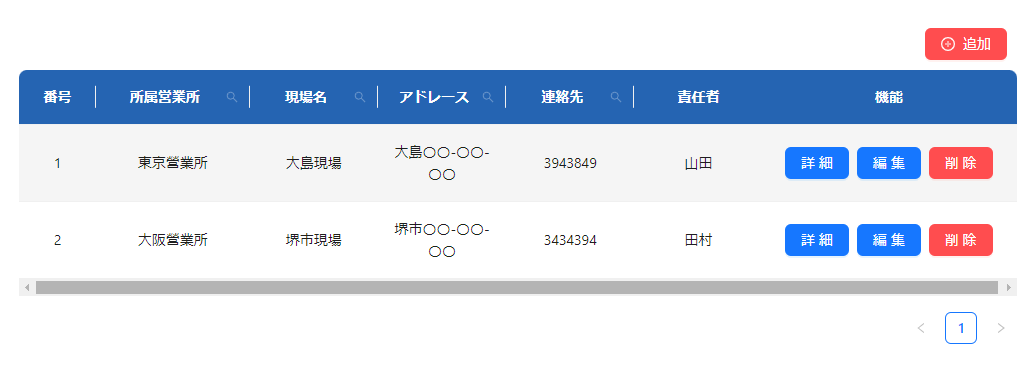 追加
番号 所属営業所 現場名 アドレース 連絡先 責任者 機能
1 東京営業所 大島現場 大島〇〇-〇〇-〇〇 3943849 山田 詳細 編集 削除
2 大阪営業所 堺市現場 堺市〇〇-〇〇-〇〇 3434394 田村 詳細 編集 削除
1